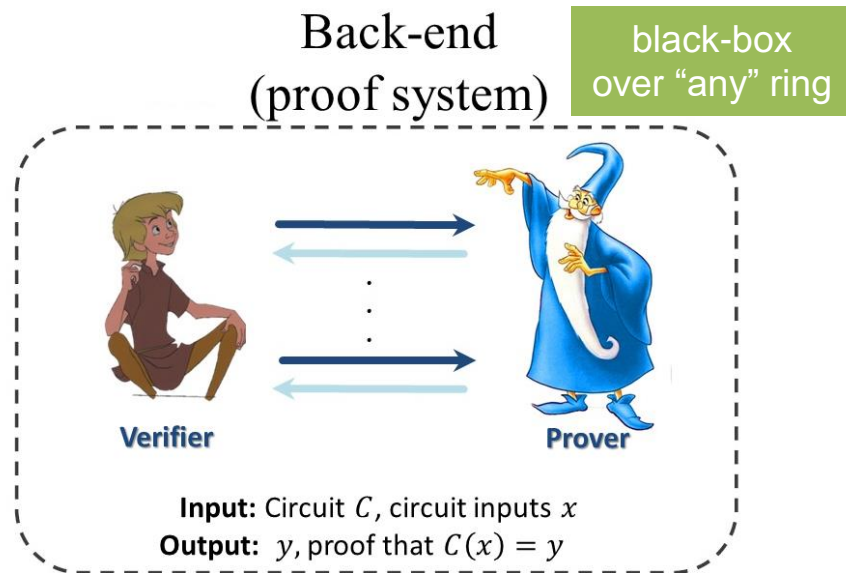 Back-end
(proof system)
black-box
over “any” ring
Verifier
Prover
Input: Circuit C, circuit inputs x
Output: y, proof that C(x) = y